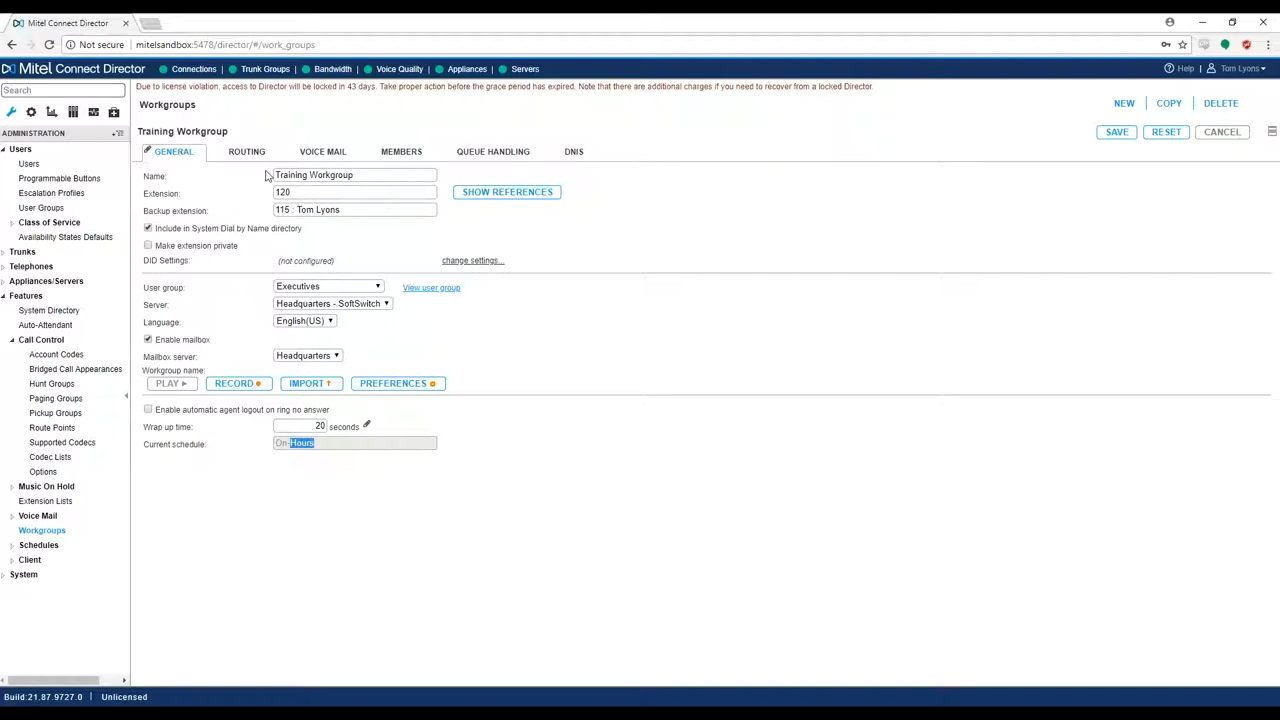 Mitel Connect Director
Not secure | mitelsandbox:5478/director/#/work_groups
Mitel Connect Director Connections Trunk Groups Bandwidth Voice Quality Appliances Servers Help Tom Lyons
Search
Due to license violation, access to Director will be locked in 43 days. Take proper action before the grace period has expired. Note that there are additional charges if you need to recover from a locked Director.
Workgroups NEW COPY DELETE
Training Workgroup SAVE RESET CANCEL
GENERAL ROUTING VOICE MAIL MEMBERS QUEUE HANDLING DNIS
Name: Training Workgroup
Extension: 120 SHOW REFERENCES
Backup extension: 115 : Tom Lyons
Include in System Dial by Name directory
Make extension private
DID Settings: (not configured) change settings...
User group: Executives View user group
Server: Headquarters - SoftSwitch
Language: English(US)
Enable mailbox
Mailbox server: Headquarters
Workgroup name:
PLAY RECORD IMPORT PREFERENCES
Enable automatic agent logout on ring no answer
Wrap up time: 20 seconds
Current schedule: On-Hours
ADMINISTRATION
Users
Users
Programmable Buttons
Escalation Profiles
User Groups
Class of Service
Availability States Defaults
Trunks
Telephones
Appliances/Servers
Features
System Directory
Auto-Attendant
Call Control
Account Codes
Bridged Call Appearances
Hunt Groups
Paging Groups
Pickup Groups
Route Points
Supported Codecs
Codec Lists
Options
Music On Hold
Extension Lists
Voice Mail
Workgroups
Schedules
Client
System
Build:21.87.9727.0 | Unlicensed